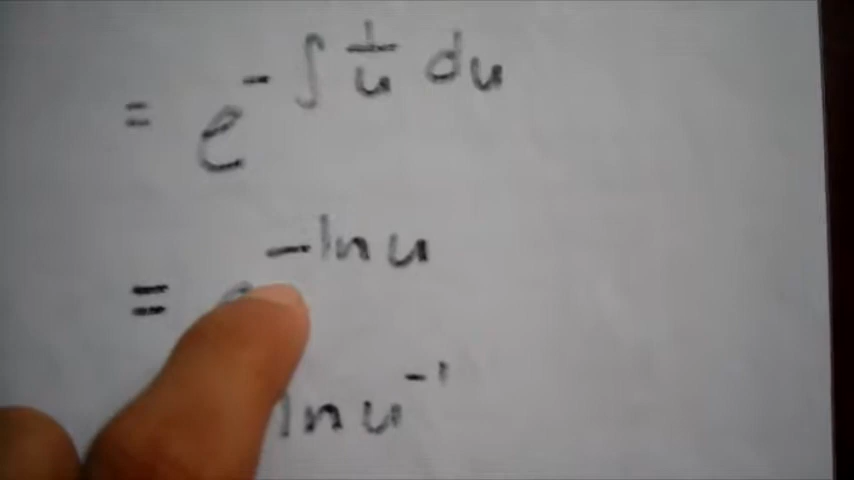 = e^{-∫ 1/u du}
= e^{-ln u}
ln u^{-1}